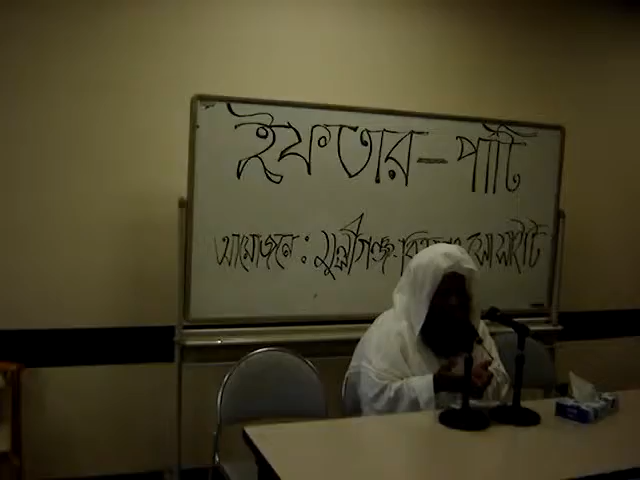 ইফতার - পার্টি
আয়োজনে : মুন্সীগঞ্জ - সোসাইটি